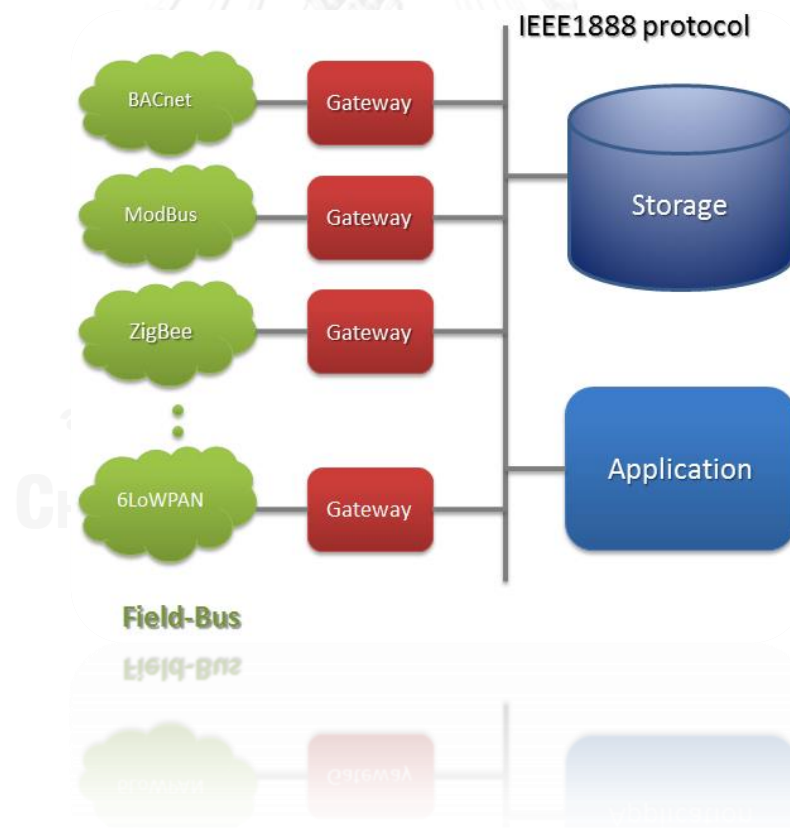 IEEE1888 protocol
BACnet
Gateway
Storage
ModBus
Gateway
ZigBee
Gateway
Application
6LoWPAN
Gateway
Field-Bus